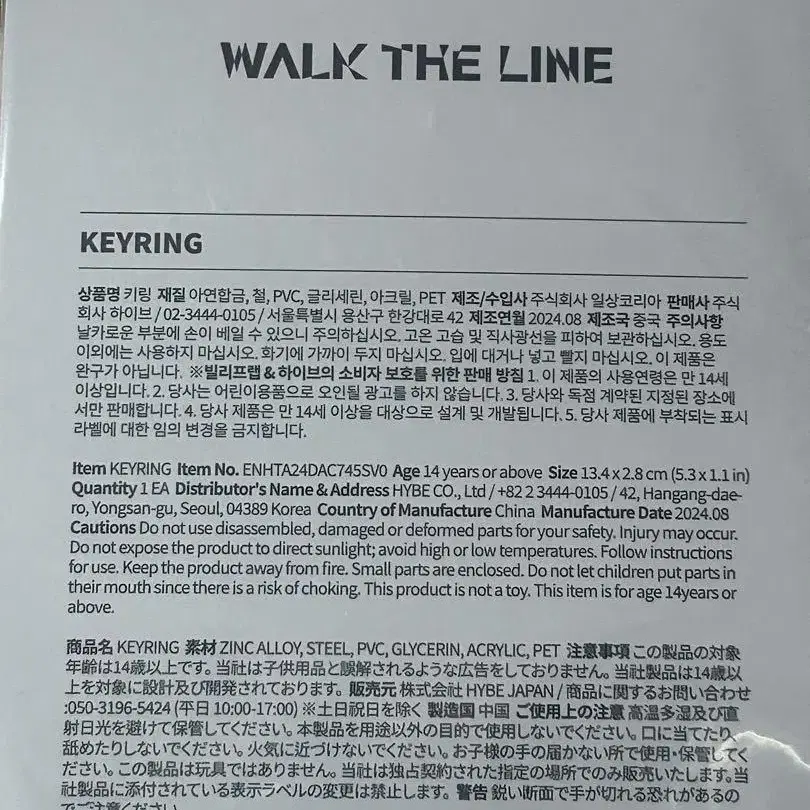 WALK THE LINE
KEYRING
상품명 키링 재질 아연합금, 철, PVC, 글리세린, 아크릴, PET 제조/수입사 주식회사 일상코리아 판매사 주식
회사 하이브 / 02-3444-0105 / 서울특별시 용산구 한강대로 42 제조연월 2024.08 제조국 중국 주의사항
날카로운 부분에 손이 베일 수 있으니 주의하십시오. 고온 고습 및 직사광선을 피하여 보관하십시오. 용도
이외에는 사용하지 마십시오. 화기에 가까이 두지 마십시오. 입에 대거나 넣고 빨지 마십시오. 이 제품은
완구가 아닙니다. ※빌리프랩 & 하이브의 소비자 보호를 위한 판매 방침 1. 이 제품의 사용연령은 만 14세
이상입니다. 2. 당사는 어린이용품으로 오인될 광고를 하지 않습니다. 3. 당사와 독점 계약된 지정된 장소에
서만 판매합니다. 4. 당사 제품은 만 14세 이상을 대상으로 설계 및 개발됩니다. 5. 당사 제품에 부착되는 표시
라벨에 대한 임의 변경을 금지합니다.
Item KEYRING Item No. ENHTA24DAC745SV0 Age 14 years or above Size 13.4 x 2.8 cm (5.3 x 1.1 in)
Quantity 1 EA Distributor's Name & Address HYBE CO., Ltd / +82 2 3444-0105 / 42, Hangang-dae-
ro, Yongsan-gu, Seoul, 04389 Korea Country of Manufacture China Manufacture Date 2024.08
Cautions Do not use disassembled, damaged or deformed parts for your safety. Injury may occur.
Do not expose the product to direct sunlight; avoid high or low temperatures. Follow instructions
for use. Keep the product away from fire. Small parts are enclosed. Do not let children put parts in
their mouth since there is a risk of choking. This product is not a toy. This item is for age 14years or
above.
商品名 KEYRING 素材 ZINC ALLOY, STEEL, PVC, GLYCERIN, ACRYLIC, PET 注意事項 この製品の対象
年齢は14歳以上です。当社は子供用品と誤解されるような広告をしておりません。当社製品は14歳以
上を対象に設計及び開発されております。販売元 株式会社 HYBE JAPAN / 商品に関するお問い合わせ
:050-3196-5424 (平日 10:00-17:00) ※土日祝日を除く 製造国 中国 ご使用上の注意 高温多湿及び直
射日光を避けて保管してください。本製品を用途以外の目的で使用しないでください。口に当てたり、
舐めたりしないでください。火気に近づけないでください。お子様の手の届かない所で使用・保管してく
ださい。この製品は玩具ではありません。当社は独占契約された指定の場所でのみ販売いたします。当
社製品に添付されている表示ラベルの変更は禁止します。警告 鋭い断面で手が切れる恐れがあるの
でご注意ください